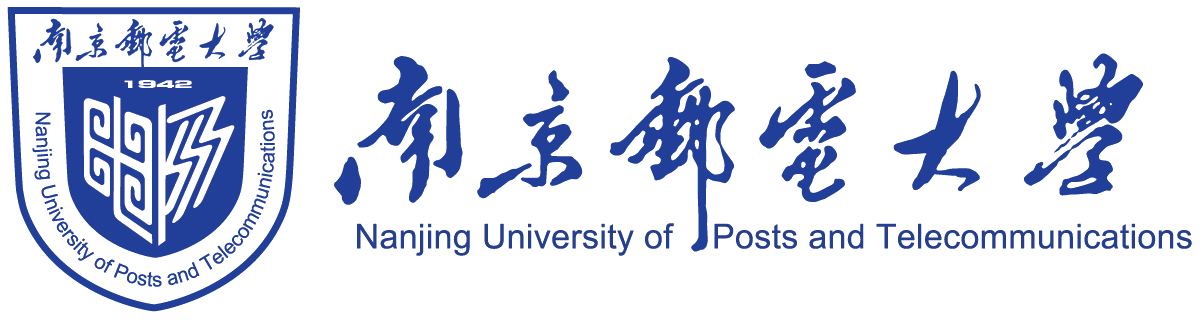 南京郵電大學
1942
Nanjing University of Posts and Telecommunications
南京郵電大學
Nanjing University of Posts and Telecommunications